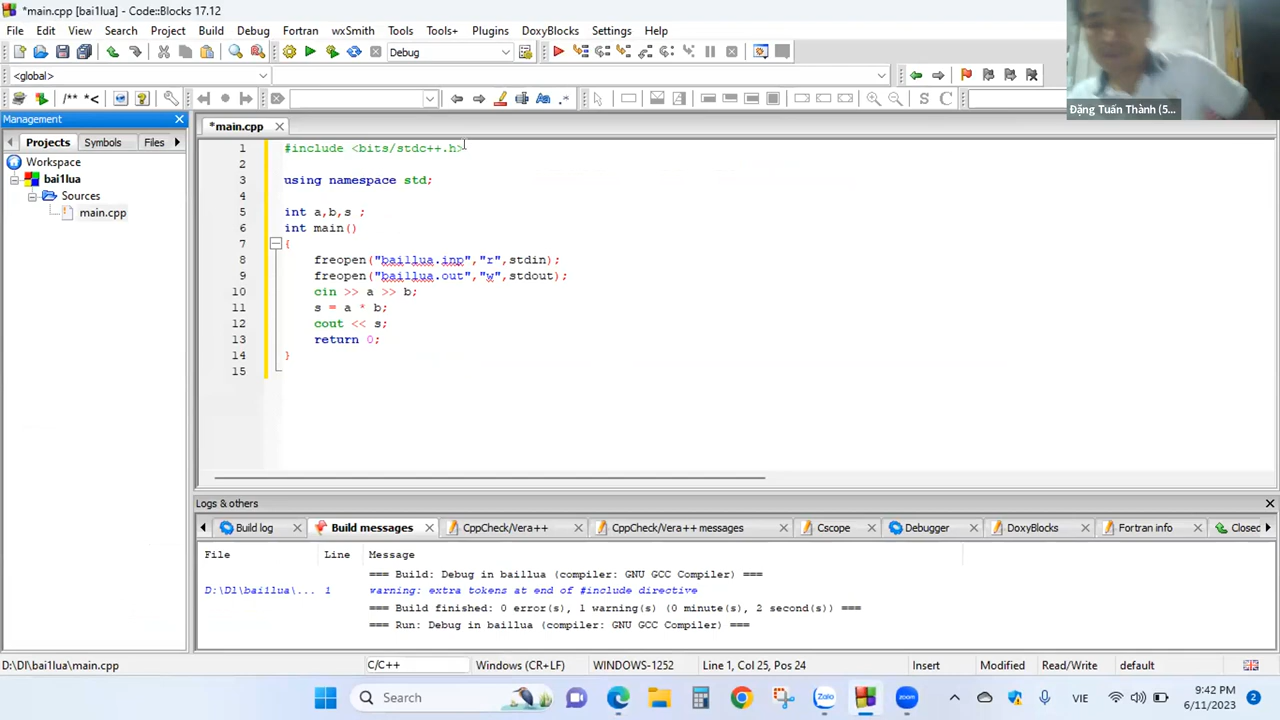 *main.cpp [bai1lua] - Code::Blocks 17.12
File Edit View Search Project Build Debug Fortran wxSmith Tools Tools+ Plugins DoxyBlocks Settings Help
Debug
<global>
/** *<
Đặng Tuấn Thành (5...
Management
Projects Symbols Files
Workspace
bai1lua
Sources
main.cpp
*main.cpp
1 #include <bits/stdc++.h>
2
3 using namespace std;
4
5 int a,b,s ;
6 int main()
7 {
8 freopen("bai1lua.inp","r",stdin);
9 freopen("bai1lua.out","w",stdout);
10 cin >> a >> b;
11 s = a * b;
12 cout << s;
13 return 0;
14 }
15
Logs & others
Build log Build messages CppCheck/Vera++ CppCheck/Vera++ messages Cscope Debugger DoxyBlocks Fortran info Closec
File Line Message
=== Build: Debug in bai1lua (compiler: GNU GCC Compiler) ===
D:\Dl\bai1lua\... 1 warning: extra tokens at end of #include directive
=== Build finished: 0 error(s), 1 warning(s) (0 minute(s), 2 second(s)) ===
=== Run: Debug in bai1lua (compiler: GNU GCC Compiler) ===
D:\Dl\bai1lua\main.cpp C/C++ Windows (CR+LF) WINDOWS-1252 Line 1, Col 25, Pos 24 Insert Modified Read/Write default
Search
Zalo
zoom
VIE
9:42 PM
6/11/2023
2